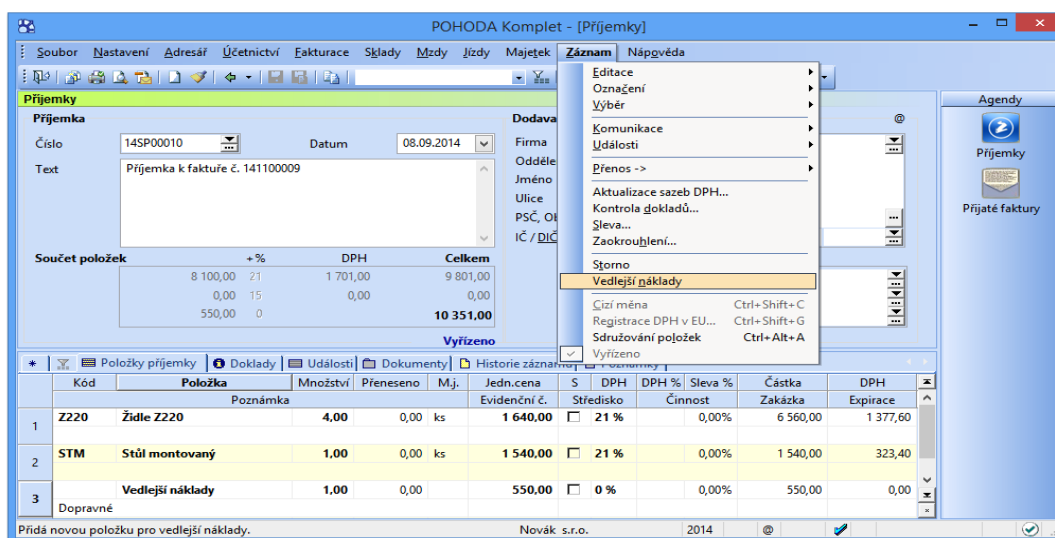 POHODA Komplet - [Příjemky]
Soubor Nastavení Adresář Účetnictví Fakturace Sklady Mzdy Jízdy Majetek Záznam Nápověda
Příjemky
Příjemka
Číslo 14SP00010 Datum 08.09.2014
Text Příjemka k faktuře č. 141100009
Součet položek +% DPH Celkem
8 100,00 21 1 701,00 9 801,00
0,00 15 0,00 0,00
550,00 0 10 351,00
Vyřízeno
Dodava
@
Firma
Odděle
Jméno
Ulice
PSČ, Ob
IČ / DIČ
Editace
Označení
Výběr
Komunikace
Události
Přenos ->
Aktualizace sazeb DPH...
Kontrola dokladů...
Sleva...
Zaokrouhlení...
Storno
Vedlejší náklady
Cizí měna Ctrl+Shift+C
Registrace DPH v EU... Ctrl+Shift+G
Sdružování položek Ctrl+Alt+A
Vyřízeno
Agendy
Příjemky
Přijaté faktury
* Položky příjemky Doklady Události Dokumenty Historie záznamu Poznámky
Kód Položka Množství Přeneseno M.j. Jedn.cena S DPH DPH % Sleva % Částka DPH
Poznámka Evidenční č. Středisko Činnost Zakázka Expirace
1 Z220 Židle Z220 4,00 0,00 ks 1 640,00 21 % 0,00% 6 560,00 1 377,60
2 STM Stůl montovaný 1,00 0,00 ks 1 540,00 21 % 0,00% 1 540,00 323,40
3 Vedlejší náklady 1,00 0,00 550,00 0 % 0,00% 550,00 0,00
Dopravné
Přidá novou položku pro vedlejší náklady. Novák s.r.o. 2014 @